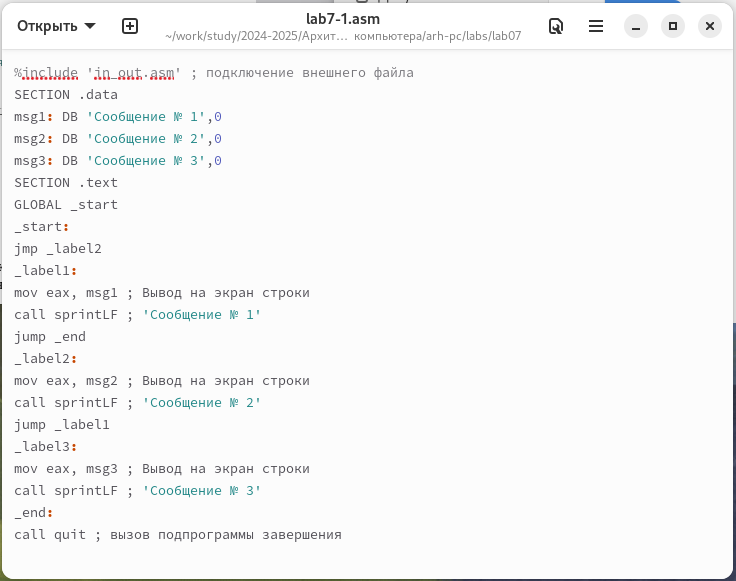 Открыть
lab7-1.asm
~/work/study/2024-2025/Архит… компьютера/arh-pc/labs/lab07
%include 'in_out.asm' ; подключение внешнего файла
SECTION .data
msg1: DB 'Сообщение № 1',0
msg2: DB 'Сообщение № 2',0
msg3: DB 'Сообщение № 3',0
SECTION .text
GLOBAL _start
_start:
jmp _label2
_label1:
mov eax, msg1 ; Вывод на экран строки
call sprintLF ; 'Сообщение № 1'
jump _end
_label2:
mov eax, msg2 ; Вывод на экран строки
call sprintLF ; 'Сообщение № 2'
jump _label1
_label3:
mov eax, msg3 ; Вывод на экран строки
call sprintLF ; 'Сообщение № 3'
_end:
call quit ; вызов подпрограммы завершения